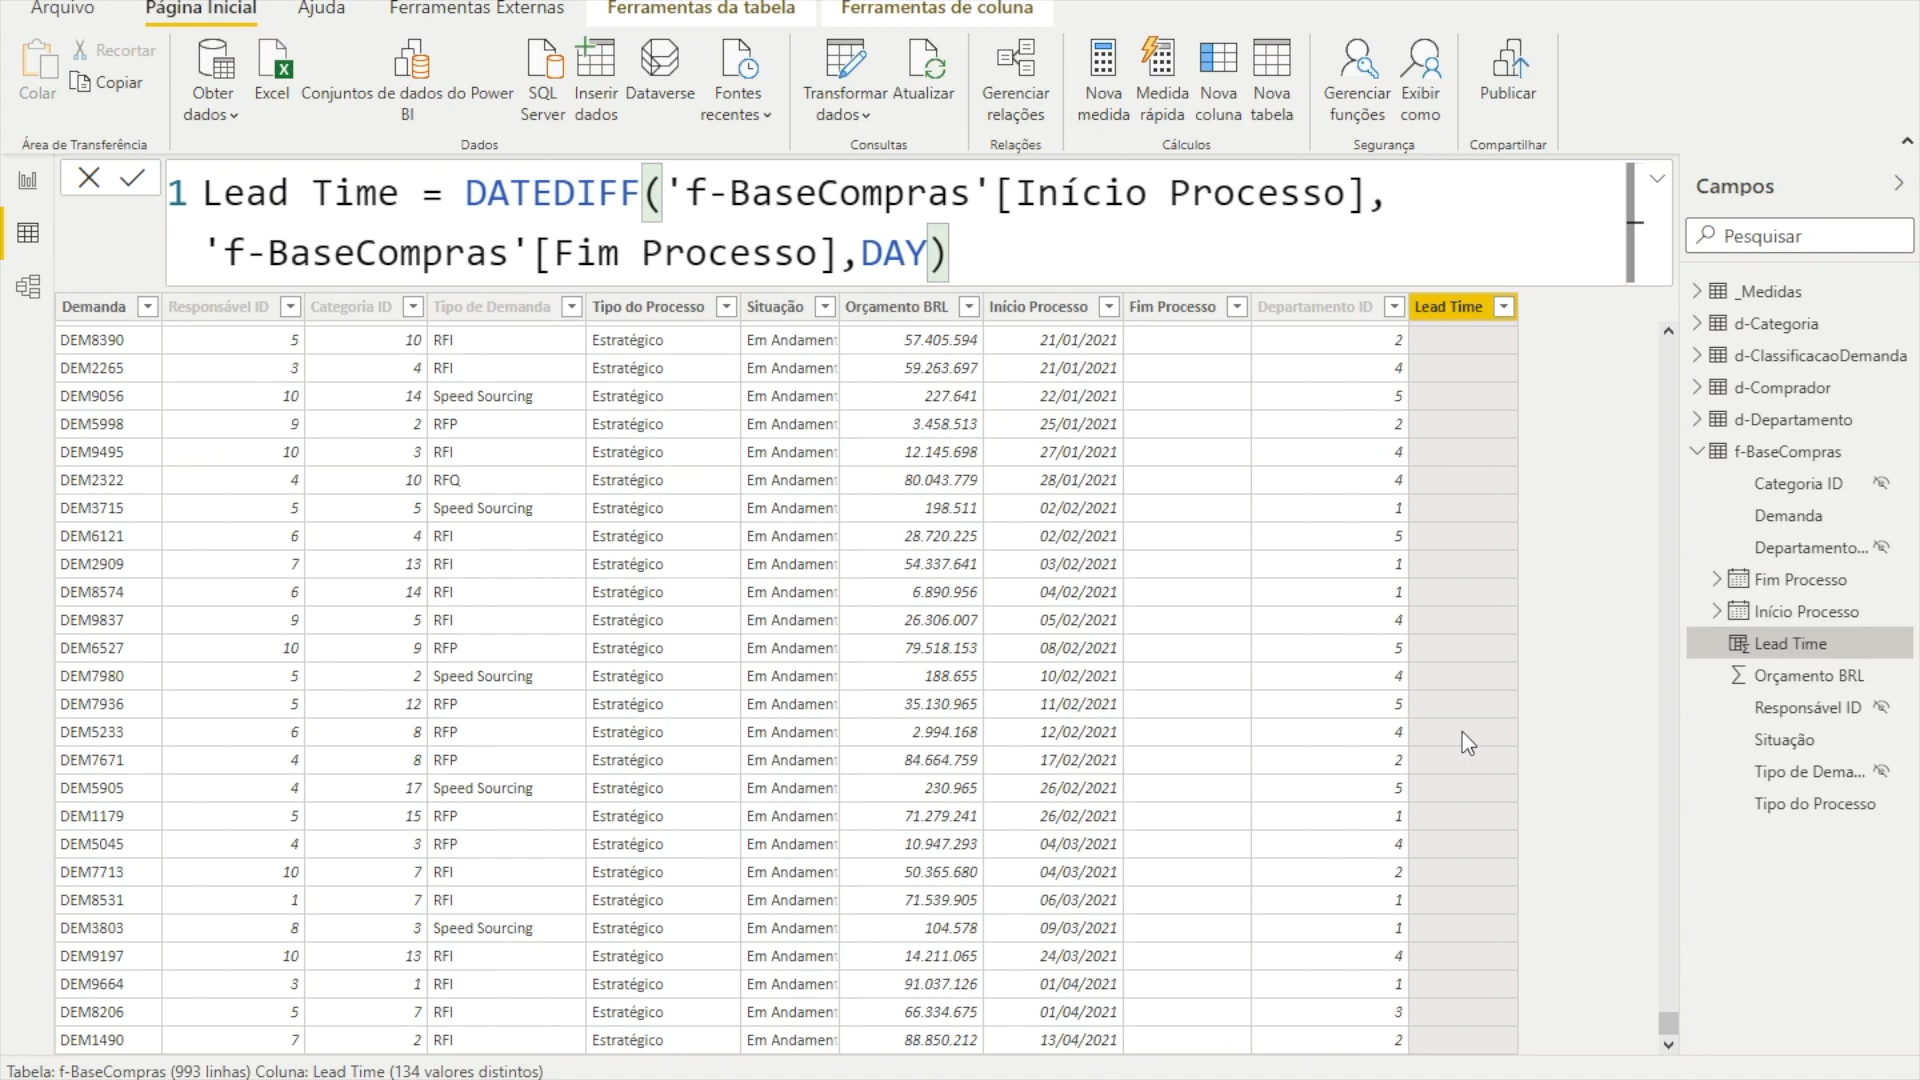 Arquivo Página Inicial Ajuda Ferramentas Externas Ferramentas da tabela Ferramentas de coluna
Colar
Recortar
Copiar
Área de Transferência
Obter dados
Excel
Conjuntos de dados do Power BI
SQL Server
Inserir dados
Dataverse
Fontes recentes
Dados
Transformar dados
Atualizar
Consultas
Gerenciar relações
Relações
Nova medida
Medida rápida
Nova coluna
Nova tabela
Cálculos
Gerenciar funções
Exibir como
Segurança
Publicar
Compartilhar
1 Lead Time = DATEDIFF('f-BaseCompras'[Início Processo],
'f-BaseCompras'[Fim Processo],DAY)
Demanda Responsável ID Categoria ID Tipo de Demanda Tipo do Processo Situação Orçamento BRL Início Processo Fim Processo Departamento ID Lead Time
DEM8390 5 10 RFI Estratégico Em Andament 57.405.594 21/01/2021 2
DEM2265 3 4 RFI Estratégico Em Andament 59.263.697 21/01/2021 4
DEM9056 10 14 Speed Sourcing Estratégico Em Andament 227.641 22/01/2021 5
DEM5998 9 2 RFP Estratégico Em Andament 3.458.513 25/01/2021 2
DEM9495 10 3 RFI Estratégico Em Andament 12.145.698 27/01/2021 4
DEM2322 4 10 RFQ Estratégico Em Andament 80.043.779 28/01/2021 4
DEM3715 5 5 Speed Sourcing Estratégico Em Andament 198.511 02/02/2021 1
DEM6121 6 4 RFI Estratégico Em Andament 28.720.225 02/02/2021 5
DEM2909 7 13 RFI Estratégico Em Andament 54.337.641 03/02/2021 1
DEM8574 6 14 RFI Estratégico Em Andament 6.890.956 04/02/2021 1
DEM9837 9 5 RFI Estratégico Em Andament 26.306.007 05/02/2021 4
DEM6527 10 9 RFP Estratégico Em Andament 79.518.153 08/02/2021 5
DEM7980 5 2 Speed Sourcing Estratégico Em Andament 188.655 10/02/2021 4
DEM7936 5 12 RFP Estratégico Em Andament 35.130.965 11/02/2021 5
DEM5233 6 8 RFP Estratégico Em Andament 2.994.168 12/02/2021 4
DEM7671 4 8 RFP Estratégico Em Andament 84.664.759 17/02/2021 2
DEM5905 4 17 Speed Sourcing Estratégico Em Andament 230.965 26/02/2021 5
DEM1179 5 15 RFP Estratégico Em Andament 71.279.241 26/02/2021 1
DEM5045 4 3 RFP Estratégico Em Andament 10.947.293 04/03/2021 4
DEM7713 10 7 RFI Estratégico Em Andament 50.365.680 04/03/2021 2
DEM8531 1 7 RFI Estratégico Em Andament 71.539.905 06/03/2021 1
DEM3803 8 3 Speed Sourcing Estratégico Em Andament 104.578 09/03/2021 1
DEM9197 10 13 RFI Estratégico Em Andament 14.211.065 24/03/2021 4
DEM9664 3 1 RFI Estratégico Em Andament 91.037.126 01/04/2021 1
DEM8206 5 7 RFI Estratégico Em Andament 66.334.675 01/04/2021 3
DEM1490 7 2 RFI Estratégico Em Andament 88.850.212 13/04/2021 2
Tabela: f-BaseCompras (993 linhas) Coluna: Lead Time (134 valores distintos)
Campos
Pesquisar
_Medidas
d-Categoria
d-ClassificacaoDemanda
d-Comprador
d-Departamento
f-BaseCompras
Categoria ID
Demanda
Departamento...
Fim Processo
Início Processo
Lead Time
Orçamento BRL
Responsável ID
Situação
Tipo de Dema...
Tipo do Processo